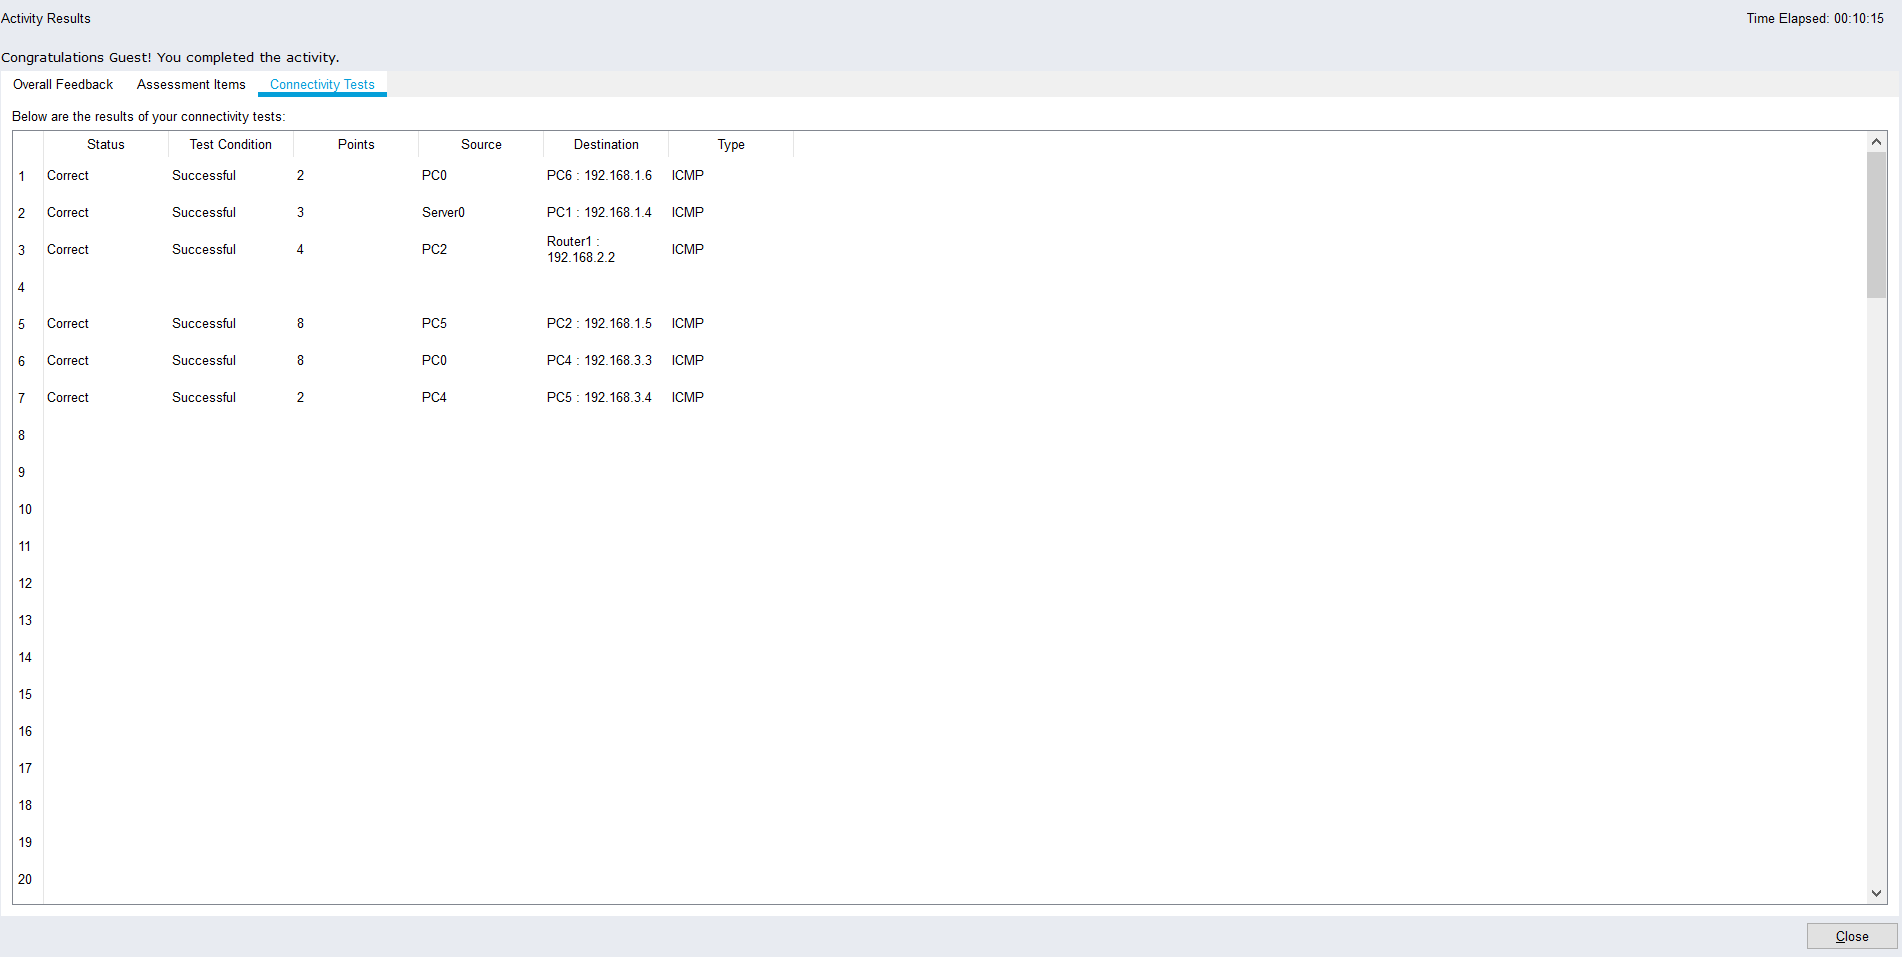 Activity Results
Time Elapsed: 00:10:15
Congratulations Guest! You completed the activity.
Overall Feedback Assessment Items Connectivity Tests
Below are the results of your connectivity tests:
Status Test Condition Points Source Destination Type
1 Correct Successful 2 PC0 PC6 : 192.168.1.6 ICMP
2 Correct Successful 3 Server0 PC1 : 192.168.1.4 ICMP
3 Correct Successful 4 PC2 Router1 : 192.168.2.2 ICMP
4
5 Correct Successful 8 PC5 PC2 : 192.168.1.5 ICMP
6 Correct Successful 8 PC0 PC4 : 192.168.3.3 ICMP
7 Correct Successful 2 PC4 PC5 : 192.168.3.4 ICMP
8
9
10
11
12
13
14
15
16
17
18
19
20
Close